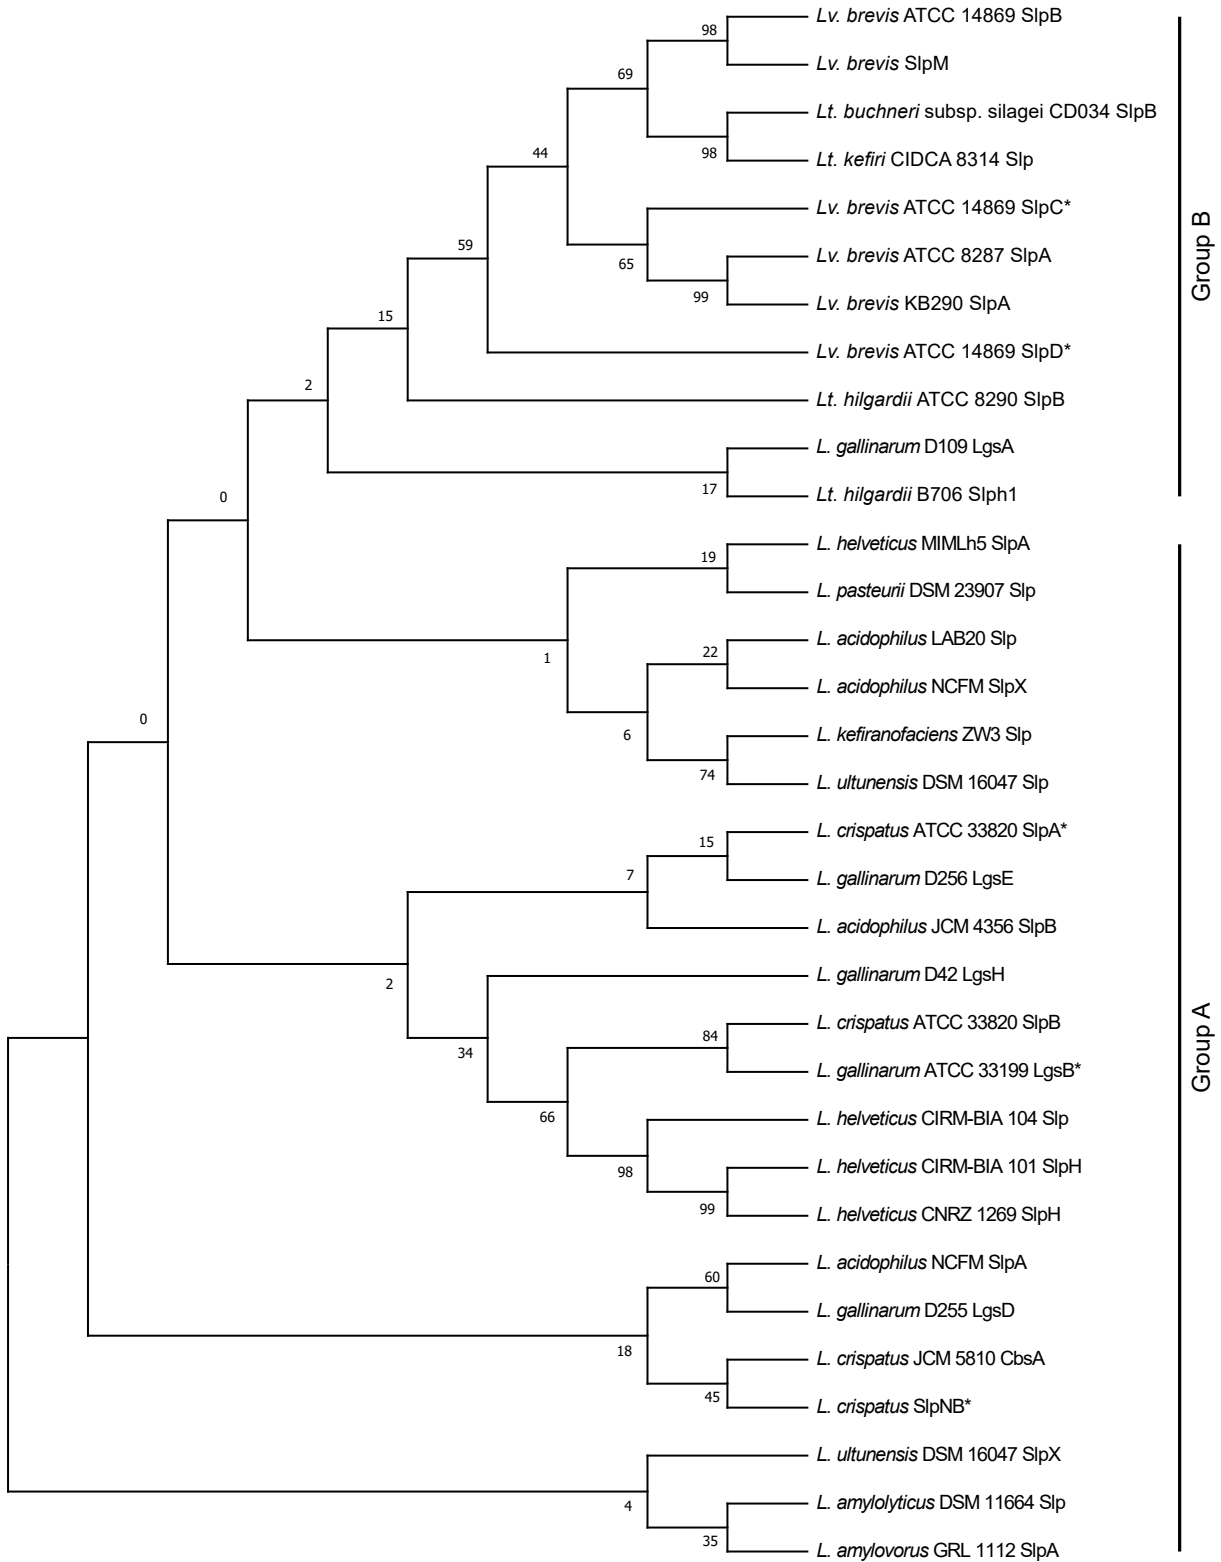 Lv. brevis ATCC 14869 SlpB
98
Lv. brevis SlpM
69
Lt. buchneri subsp. silagei CD034 SlpB
98
Lt. kefiri CIDCA 8314 Slp
44
Lv. brevis ATCC 14869 SlpC*
59
65
Lv. brevis ATCC 8287 SlpA
99
Lv. brevis KB290 SlpA
15
Lv. brevis ATCC 14869 SlpD*
2
Lt. hilgardii ATCC 8290 SlpB
L. gallinarum D109 LgsA
17
Lt. hilgardii B706 Slph1
0
Group B
L. helveticus MIMLh5 SlpA
19
L. pasteurii DSM 23907 Slp
1
L. acidophilus LAB20 Slp
22
L. acidophilus NCFM SlpX
0
6
L. kefiranofaciens ZW3 Slp
74
L. ultunensis DSM 16047 Slp
L. crispatus ATCC 33820 SlpA*
15
7
L. gallinarum D256 LgsE
L. acidophilus JCM 4356 SlpB
2
L. gallinarum D42 LgsH
34
L. crispatus ATCC 33820 SlpB
84
L. gallinarum ATCC 33199 LgsB*
66
L. helveticus CIRM-BIA 104 Slp
98
L. helveticus CIRM-BIA 101 SlpH
99
L. helveticus CNRZ 1269 SlpH
L. acidophilus NCFM SlpA
60
L. gallinarum D255 LgsD
18
L. crispatus JCM 5810 CbsA
45
L. crispatus SlpNB*
L. ultunensis DSM 16047 SlpX
4
L. amylolyticus DSM 11664 Slp
35
L. amylovorus GRL 1112 SlpA
Group A